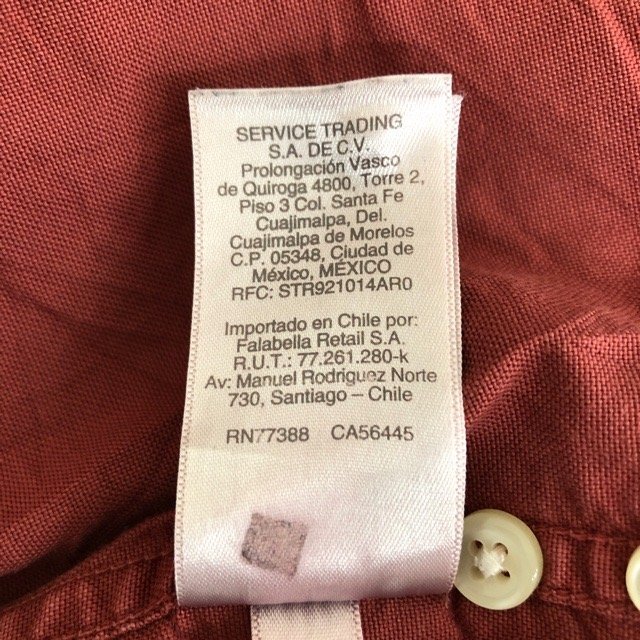 SERVICE TRADING
S.A. DE C.V.
Prolongación Vasco
de Quiroga 4800, Torre 2,
Piso 3 Col. Santa Fe
Cuajimalpa, Del.
Cuajimalpa de Morelos
C.P. 05348, Ciudad de
México, MÉXICO
RFC: STR921014AR0
Importado en Chile por:
Falabella Retail S.A.
R.U.T.: 77.261.280-k
Av: Manuel Rodriguez Norte
730, Santiago – Chile
RN77388 CA56445